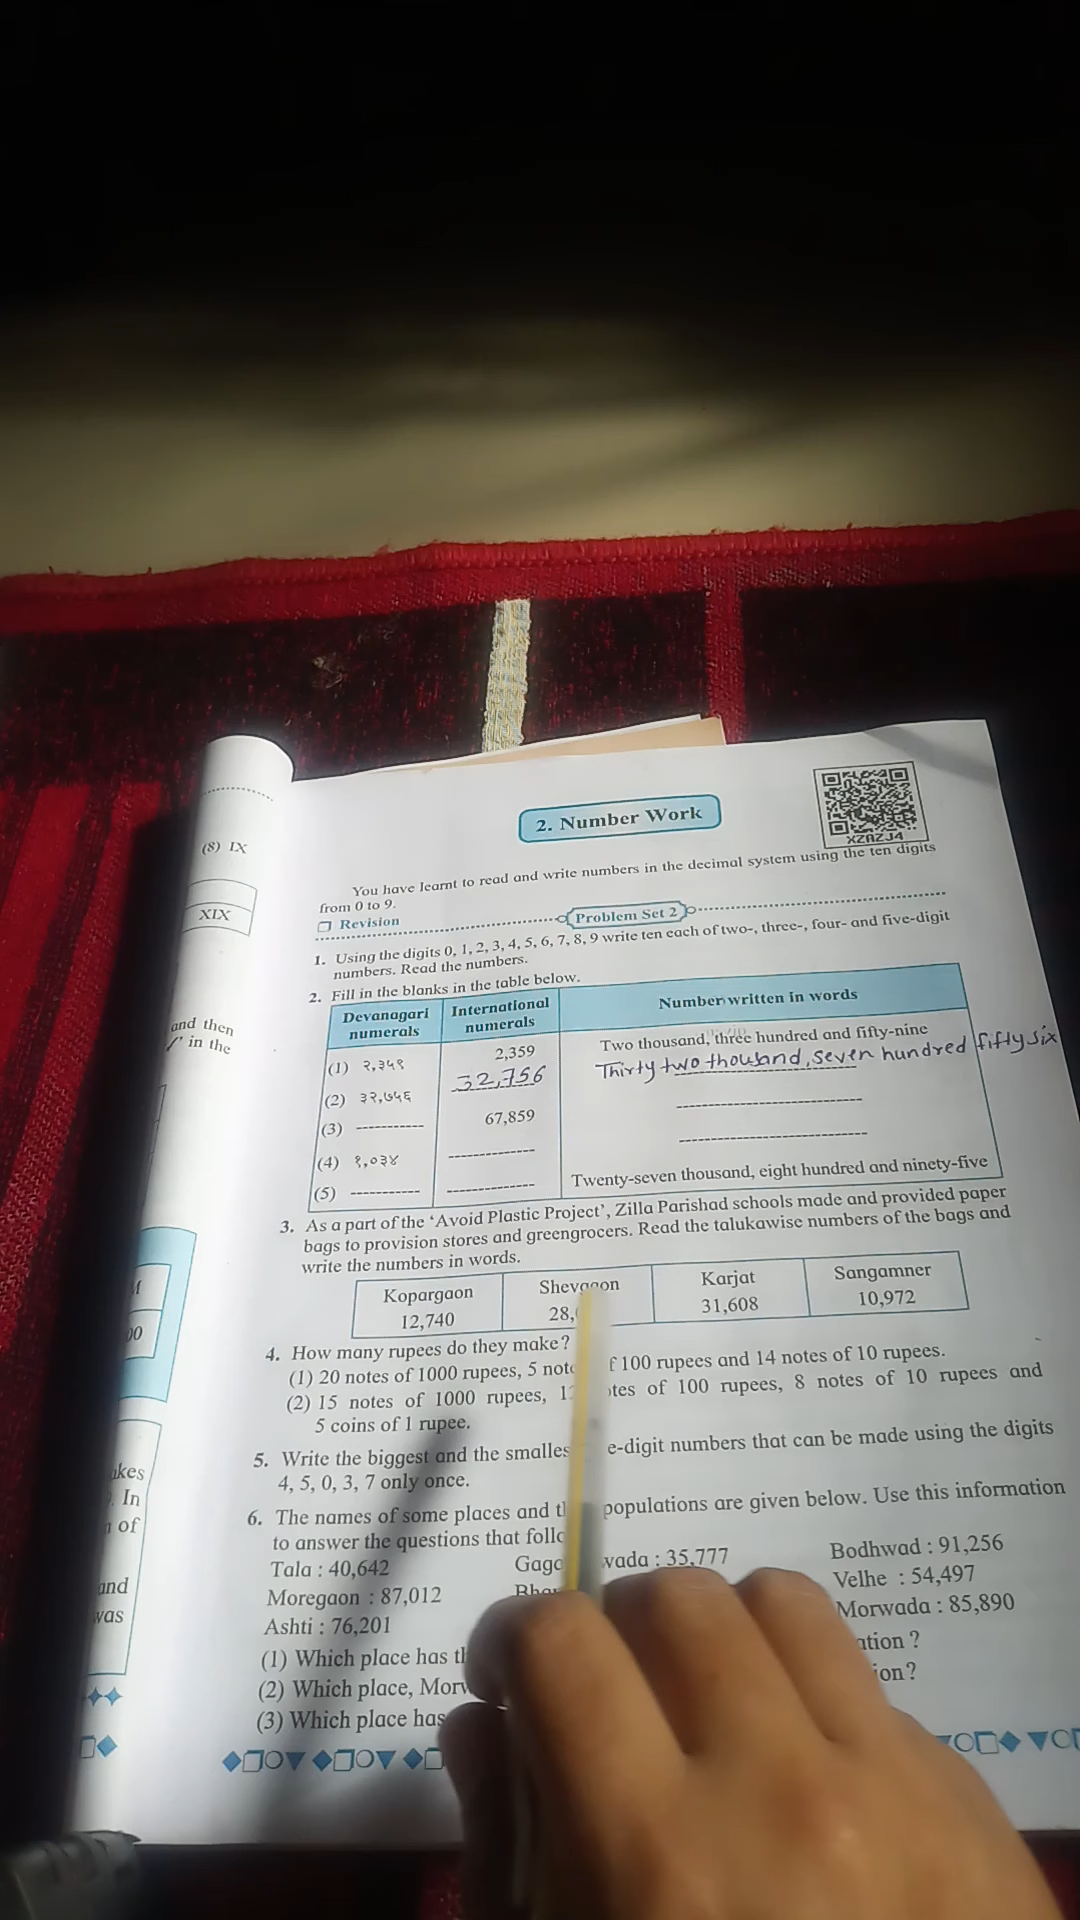 (8) IX
XIX
and then
in the
00
akes
In
of
and
was
2. Number Work
XZAZJ4
You have learnt to read and write numbers in the decimal system using the ten digits
from 0 to 9.
Revision
Problem Set 2
1. Using the digits 0, 1, 2, 3, 4, 5, 6, 7, 8, 9 write ten each of two-, three-, four- and five-digit
numbers. Read the numbers.
2. Fill in the blanks in the table below.
Devanagari numerals International numerals Number written in words
(1) २,३५९ 2,359 Two thousand, three hundred and fifty-nine
(2) ३२,७५६ 32,756 Thirty two thousand, seven hundred fifty six
(3) ----------- 67,859 -----------
(4) १,०३४ ----------- -----------
(5) ----------- ----------- Twenty-seven thousand, eight hundred and ninety-five
3. As a part of the ‘Avoid Plastic Project’, Zilla Parishad schools made and provided paper
bags to provision stores and greengrocers. Read the talukawise numbers of the bags and
write the numbers in words.
Kopargaon Shevgaon Karjat Sangamner
12,740 28, 31,608 10,972
4. How many rupees do they make?
(1) 20 notes of 1000 rupees, 5 f 100 rupees and 14 notes of 10 rupees.
(2) 15 notes of 1000 rupees, tes of 100 rupees, 8 notes of 10 rupees and
5 coins of 1 rupee.
5. Write the biggest and the smalles e-digit numbers that can be made using the digits
4, 5, 0, 3, 7 only once.
6. The names of some places and populations are given below. Use this information
to answer the questions that
Tala : 40,642 Gag vada : 35,777 Bodhwad : 91,256
Moregaon : 87,012 Velhe : 54,497
Ashti : 76,201 Morwada : 85,890
(1) Which place has ation ?
(2) Which place, ion?
(3) Which place has